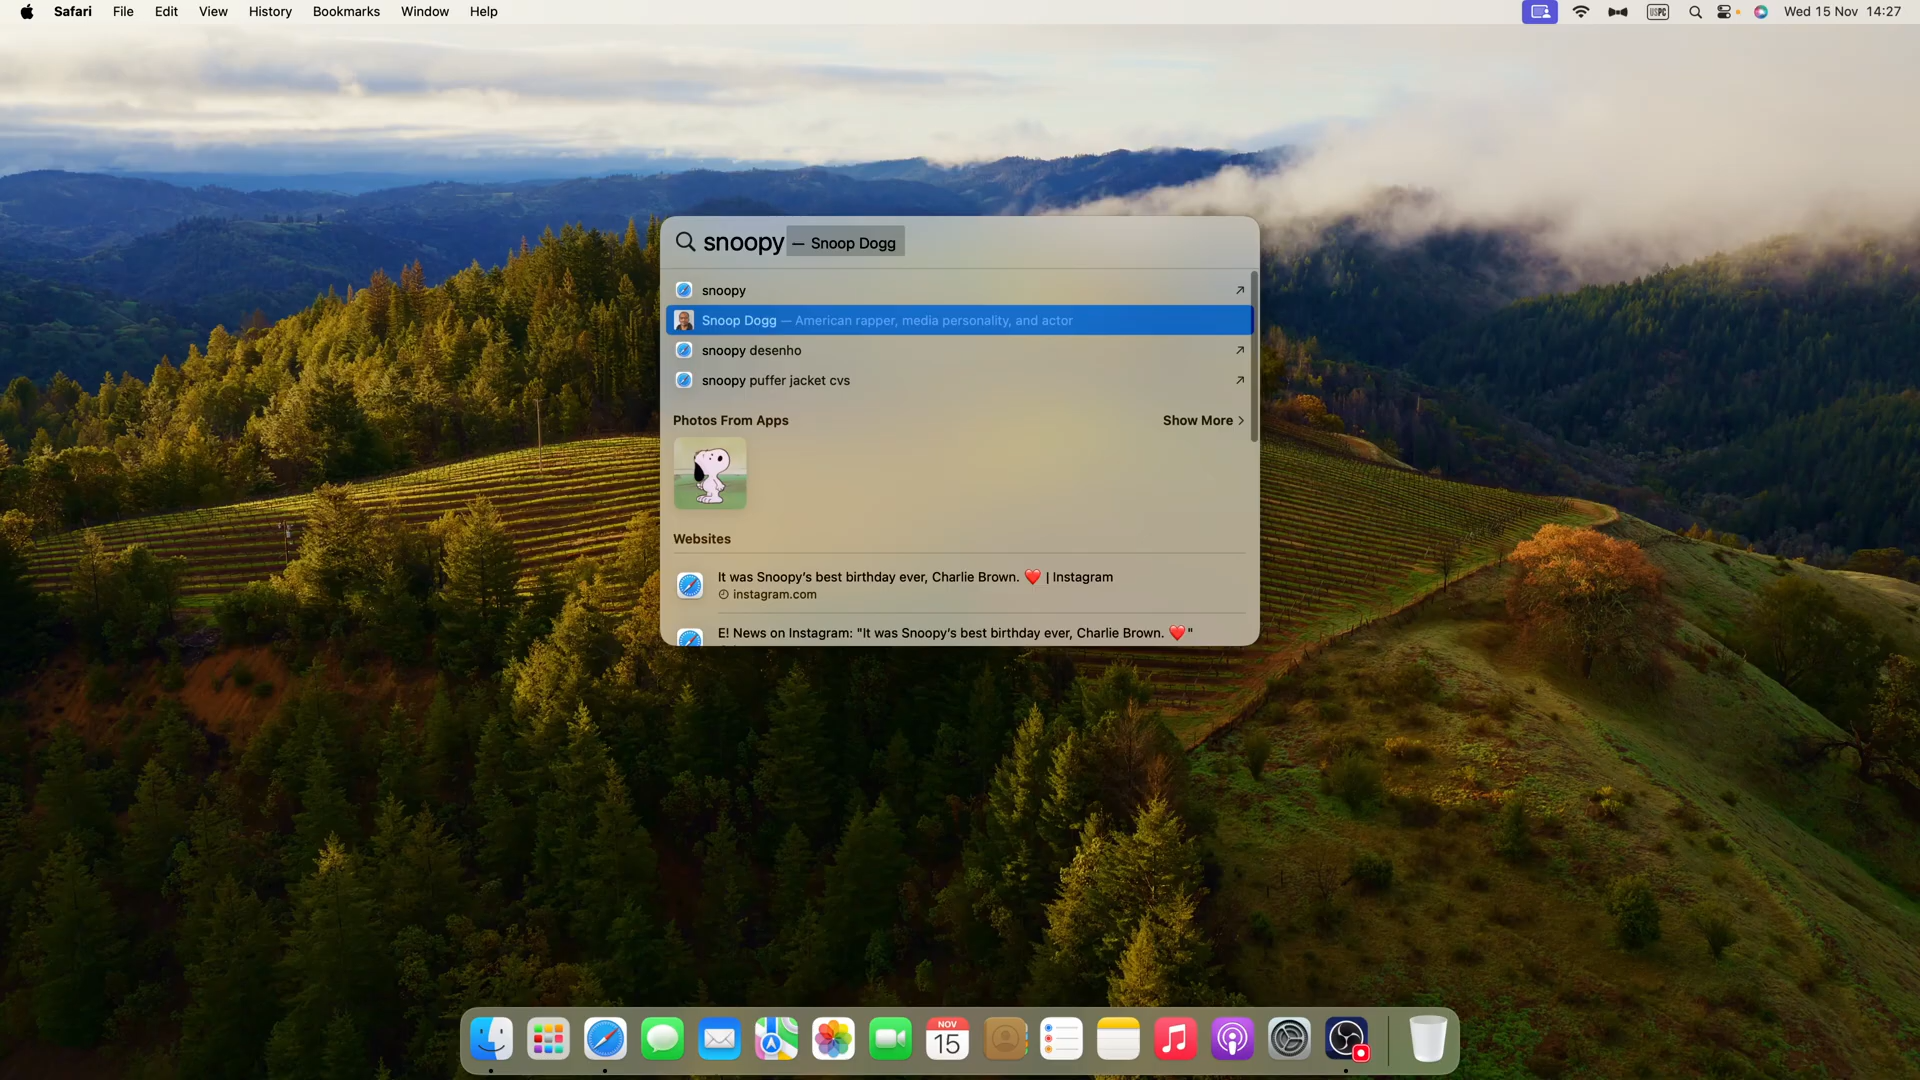 Safari File Edit View History Bookmarks Window Help USPC Wed 15 Nov 14:27
snoopy — Snoop Dogg
snoopy
Snoop Dogg — American rapper, media personality, and actor
snoopy desenho
snoopy puffer jacket cvs
Photos From Apps Show More
Websites
It was Snoopy’s best birthday ever, Charlie Brown. ❤️ | Instagram
instagram.com
E! News on Instagram: "It was Snoopy’s best birthday ever, Charlie Brown. ❤️"
NOV
15